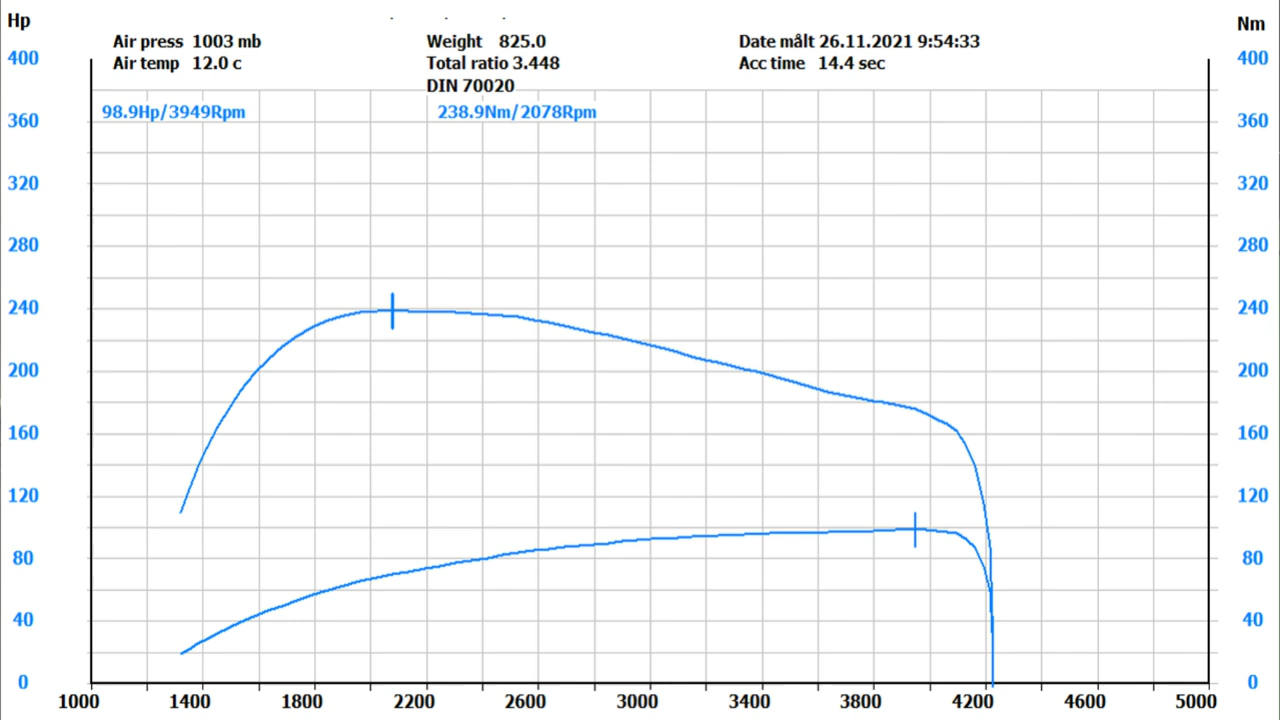 Hp
Nm
Air press 1003 mb
Weight 825.0
Date målt 26.11.2021 9:54:33
Air temp 12.0 c
Total ratio 3.448
Acc time 14.4 sec
DIN 70020
98.9Hp/3949Rpm
238.9Nm/2078Rpm
400 400
360 360
320 320
280 280
240 240
200 200
160 160
120 120
80 80
40 40
0 0
1000 1400 1800 2200 2600 3000 3400 3800 4200 4600 5000